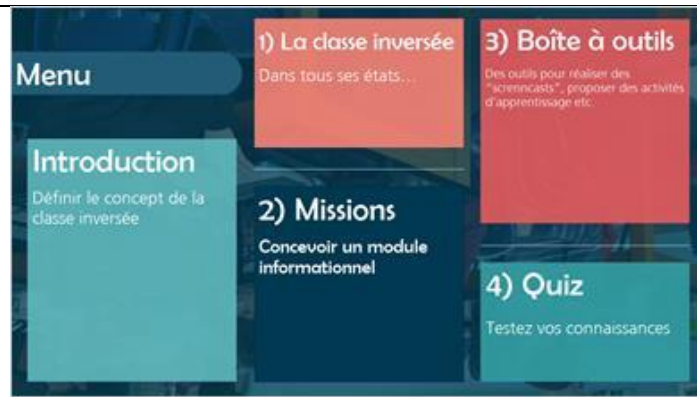 Menu
Introduction
Définir le concept de la
classe inversée
1) La classe inversée
Dans tous ses états...
2) Missions
Concevoir un module
informationnel
3) Boîte à outils
Des outils pour réaliser des
"screnncasts", proposer des activités
d'apprentissage etc.
4) Quiz
Testez vos connaissances